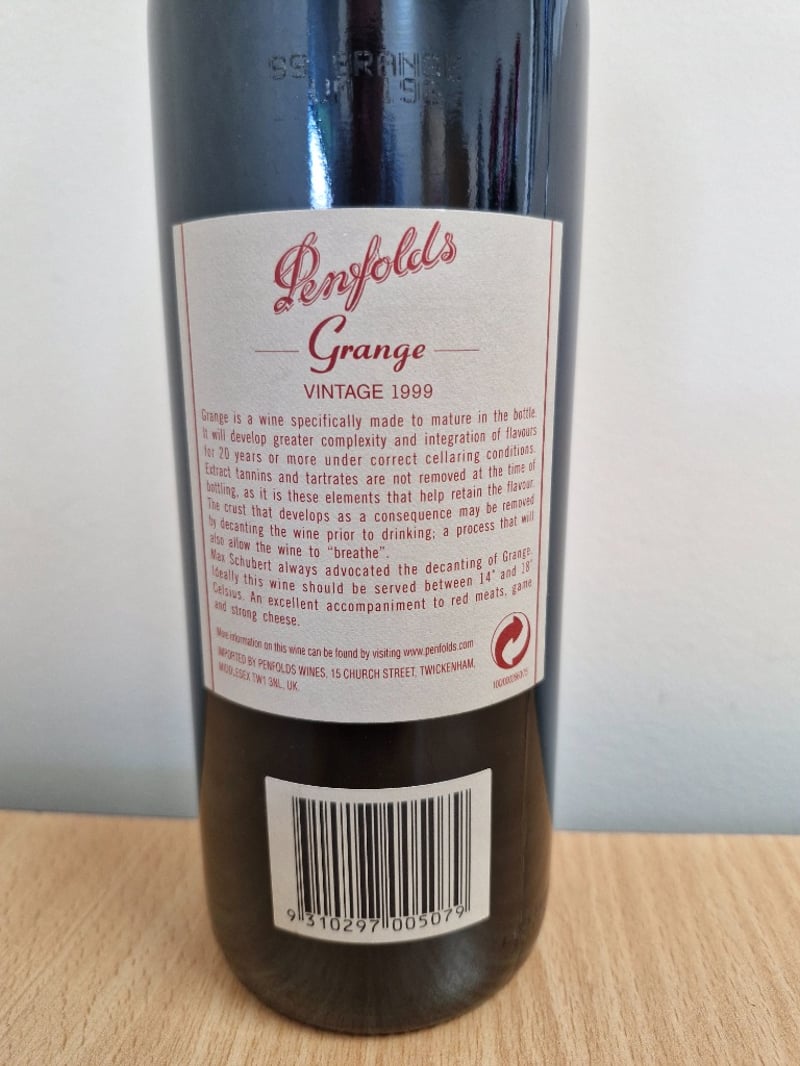 99 GRANGE
Penfolds
Grange
VINTAGE 1999
Grange is a wine specifically made to mature in the bottle.
It will develop greater complexity and integration of flavours
for 20 years or more under correct cellaring conditions.
Extract tannins and tartrates are not removed at the time of
bottling, as it is these elements that help retain the flavour.
The crust that develops as a consequence may be removed
by decanting the wine prior to drinking; a process that will
also allow the wine to “breathe”.
Max Schubert always advocated the decanting of Grange.
Ideally this wine should be served between 14° and 18°
Celsius. An excellent accompaniment to red meats, game
and strong cheese.
More information on this wine can be found by visiting www.penfolds.com
IMPORTED BY PENFOLDS WINES, 15 CHURCH STREET, TWICKENHAM,
MIDDLESEX TW1 3NL, UK.
9 310297 005079